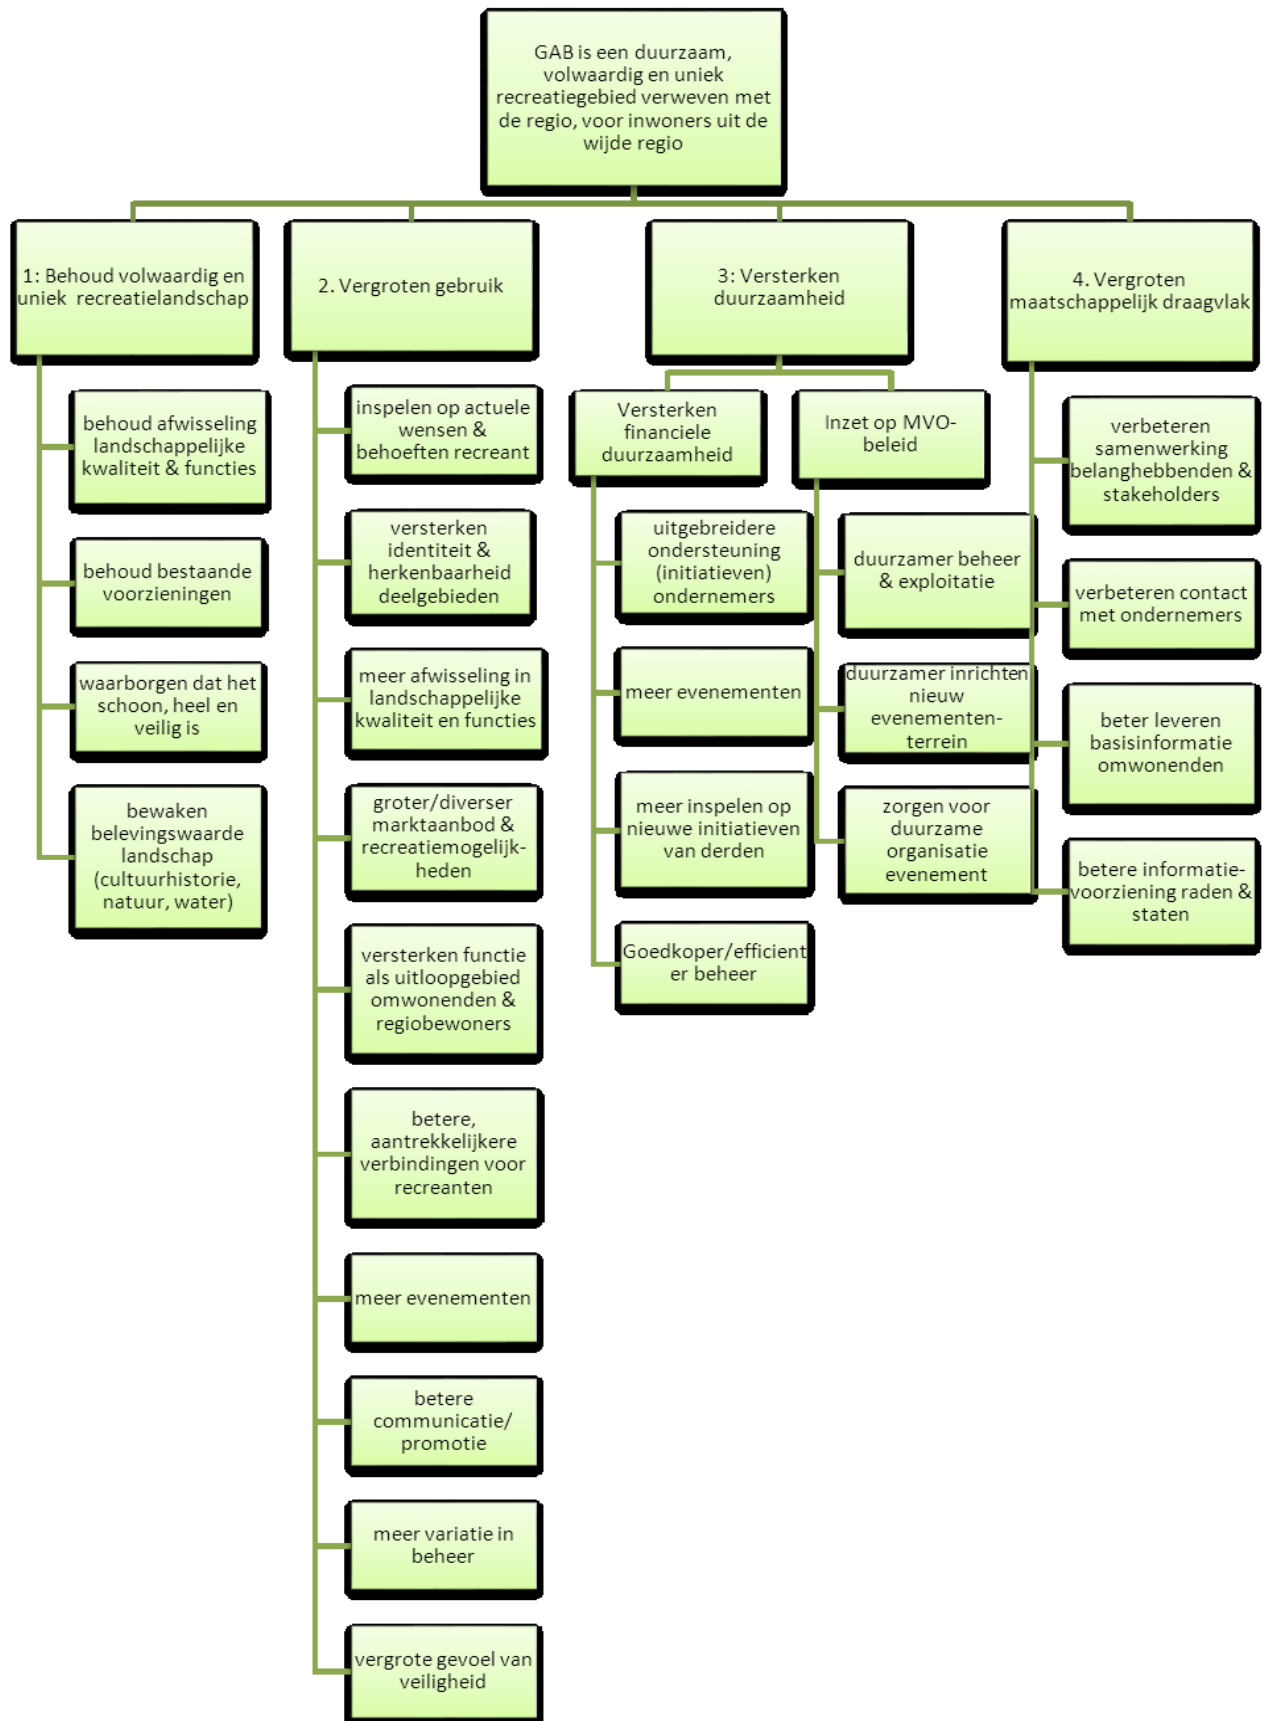 GAB is een duurzaam,
volwaardig en uniek
recreatiegebied verweven met
de regio, voor inwoners uit de
wijde regio
1: Behoud volwaardig en
uniek recreatielandschap
behoud afwisseling
landschappelijke
kwaliteit & functies
behoud bestaande
voorzieningen
waarborgen dat het
schoon, heel en
veilig is
bewaken
belevingswaarde
landschap
(cultuurhistorie,
natuur, water)
2. Vergroten gebruik
inspelen op actuele
wensen &
behoeften recreant
versterken
identiteit &
herkenbaarheid
deelgebieden
meer afwisseling in
landschappelijke
kwaliteit en functies
groter/diverser
marktaanbod &
recreatiemogelijk-
heden
versterken functie
als uitloopgebied
omwonenden &
regiobewoners
betere,
aantrekkelijkere
verbindingen voor
recreanten
meer evenementen
betere
communicatie/
promotie
meer variatie in
beheer
vergrote gevoel van
veiligheid
3: Versterken
duurzaamheid
Versterken
financiele
duurzaamheid
uitgebreidere
ondersteuning
(initiatieven)
ondernemers
meer evenementen
meer inspelen op
nieuwe initiatieven
van derden
Goedkoper/efficient
er beheer
Inzet op MVO-
beleid
duurzamer beheer
& exploitatie
duurzamer inrichten
nieuw
evenementen-
terrein
zorgen voor
duurzame
organisatie
evenement
4. Vergroten
maatschappelijk draagvlak
verbeteren
samenwerking
belanghebbenden &
stakeholders
verbeteren contact
met ondernemers
beter leveren
basisinformatie
omwonenden
betere informatie-
voorziening raden &
staten